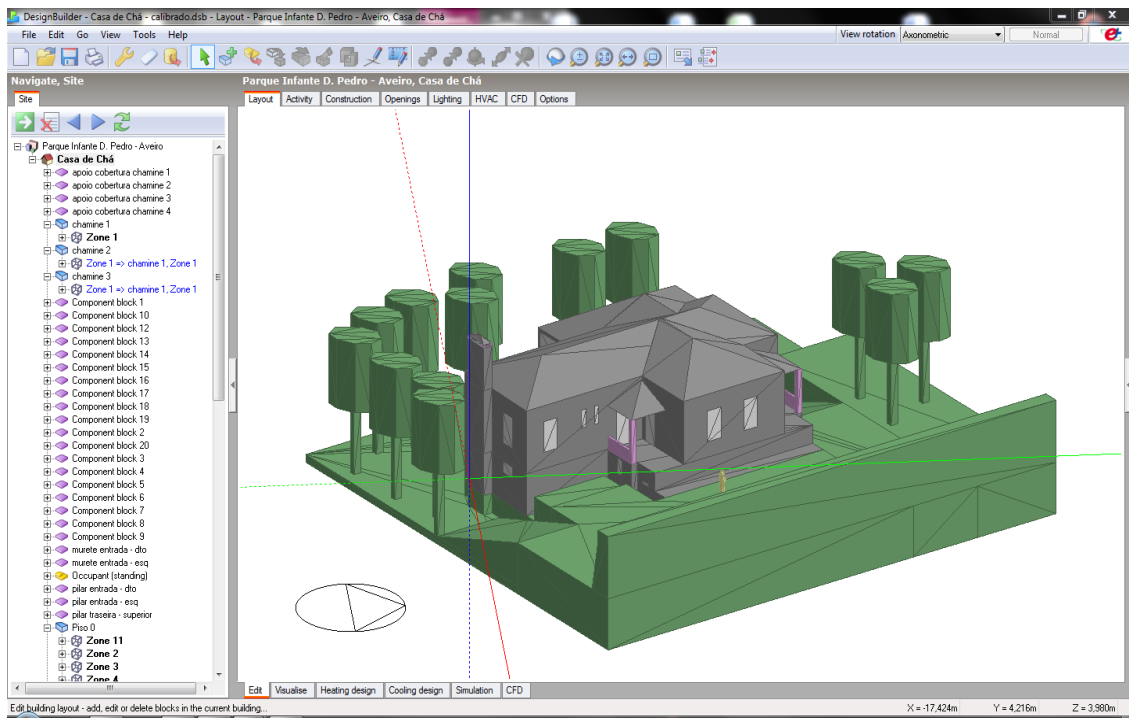 DesignBuilder - Casa de Chá - calibrado.dsb - Layout - Parque Infante D. Pedro - Aveiro, Casa de Chá
File Edit Go View Tools Help
View rotation Axonometric Normal
Navigate, Site
Parque Infante D. Pedro - Aveiro, Casa de Chá
Site
Layout Activity Construction Openings Lighting HVAC CFD Options
Parque Infante D. Pedro - Aveiro
Casa de Chá
apoio cobertura chamine 1
apoio cobertura chamine 2
apoio cobertura chamine 3
apoio cobertura chamine 4
chamine 1
Zone 1
chamine 2
Zone 1 => chamine 1, Zone 1
chamine 3
Zone 1 => chamine 1, Zone 1
Component block 1
Component block 10
Component block 12
Component block 13
Component block 14
Component block 15
Component block 16
Component block 17
Component block 18
Component block 19
Component block 2
Component block 20
Component block 3
Component block 4
Component block 5
Component block 6
Component block 7
Component block 8
Component block 9
murete entrada - dto
murete entrada - esq
Occupant (standing)
pilar entrada - dto
pilar entrada - esq
pilar traseira - superior
Piso 0
Zone 11
Zone 2
Zone 3
Zone 4
Edit Visualise Heating design Cooling design Simulation CFD
Edit building layout - add, edit or delete blocks in the current building...
X = -17,424m Y = 4,216m Z = 3,980m